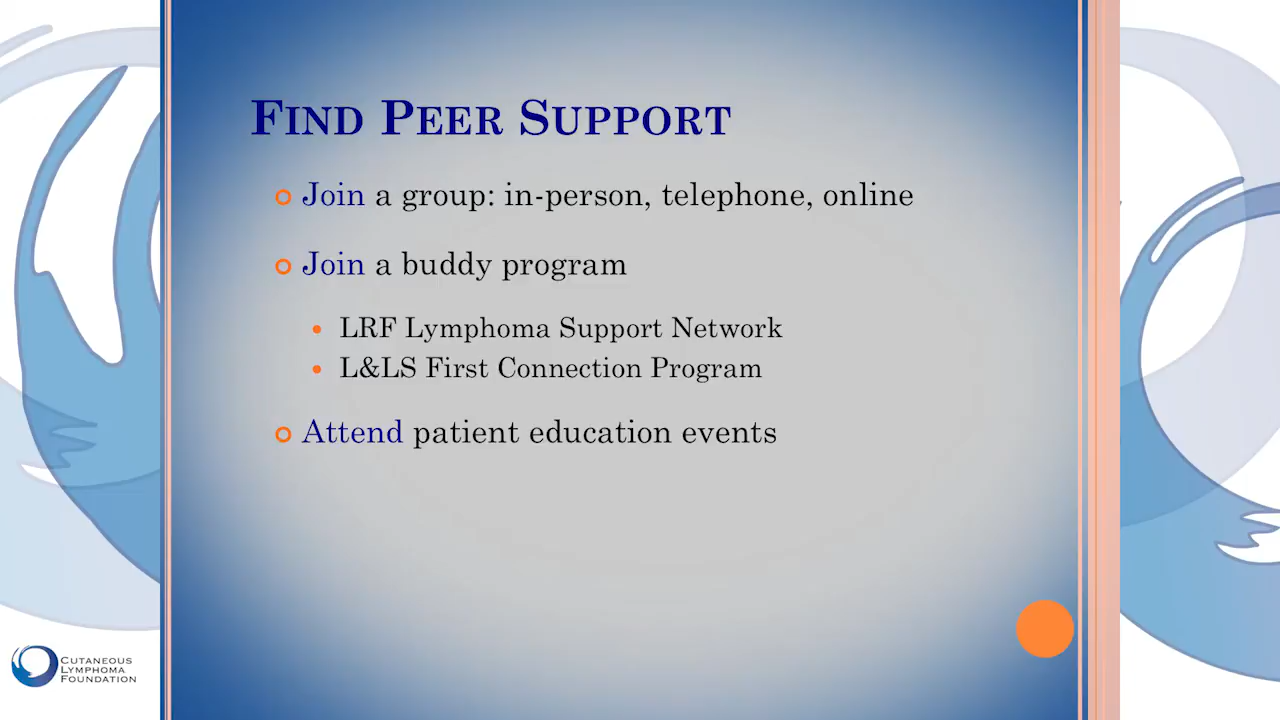 FIND PEER SUPPORT
Join a group: in-person, telephone, online
Join a buddy program
LRF Lymphoma Support Network
L&LS First Connection Program
Attend patient education events
CUTANEOUS
LYMPHOMA
FOUNDATION